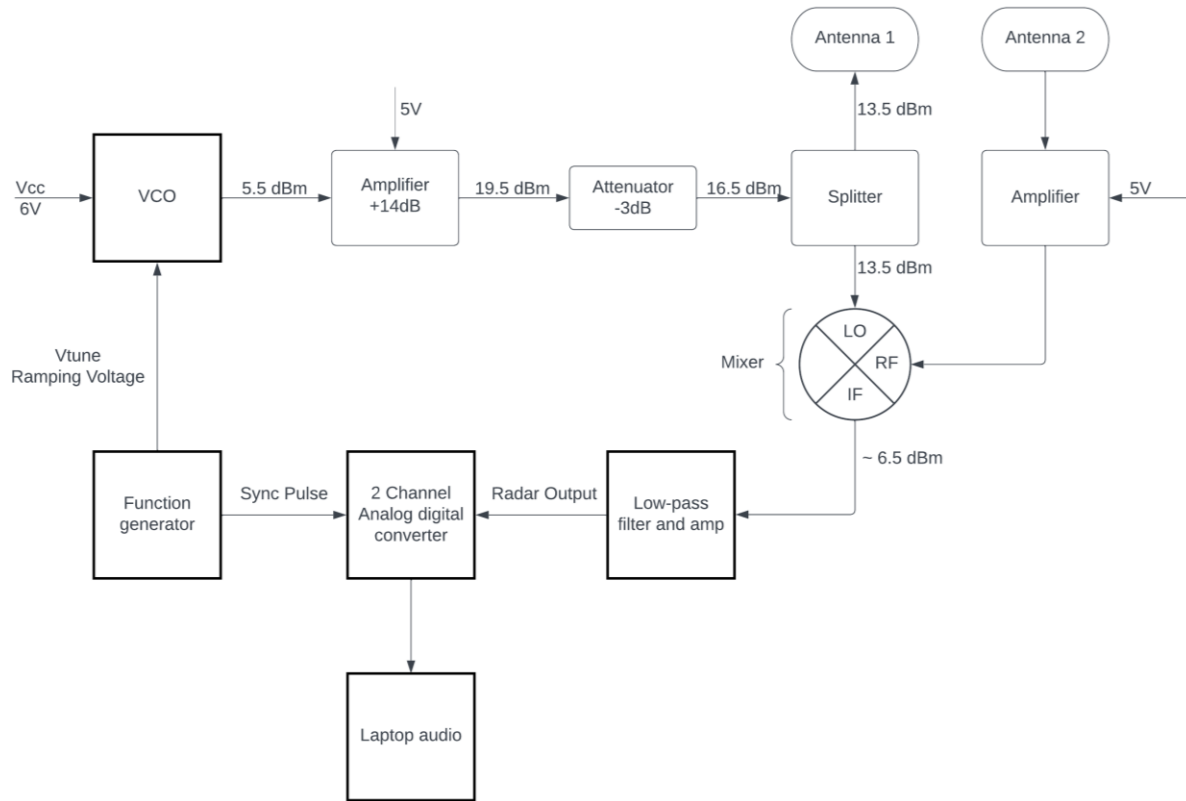 Antenna 1
Antenna 2
5V
13.5 dBm
Vcc
6V
VCO
5.5 dBm
Amplifier
+14dB
19.5 dBm
Attenuator
-3dB
16.5 dBm
Splitter
Amplifier
5V
13.5 dBm
Mixer
LO
RF
IF
Vtune
Ramping Voltage
~ 6.5 dBm
Function
generator
Sync Pulse
2 Channel
Analog digital
converter
Radar Output
Low-pass
filter and amp
Laptop audio